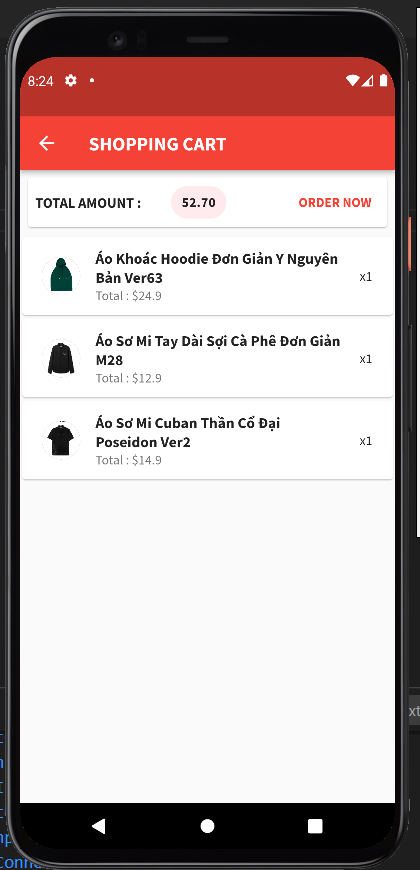 8:24
SHOPPING CART
TOTAL AMOUNT : 52.70 ORDER NOW
Áo Khoác Hoodie Đơn Giản Y Nguyên
Bản Ver63
Total : $24.9
x1
Áo Sơ Mi Tay Dài Sợi Cà Phê Đơn Giản
M28
Total : $12.9
x1
Áo Sơ Mi Cuban Thần Cổ Đại
Poseidon Ver2
Total : $14.9
x1